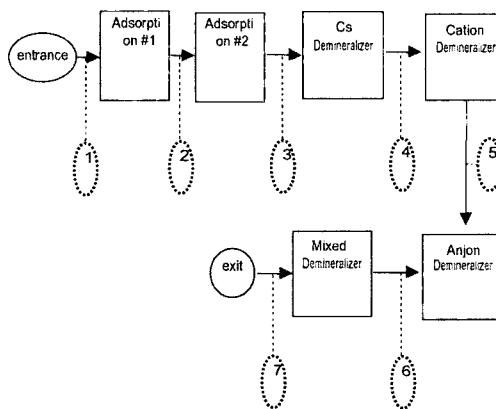 entrance
Adsorpti
on #1
Adsorpti
on #2
Cs
Demineralizer
Cation
Demineralizer
1
2
3
4
5
exit
Mixed
Demineralizer
Anjon
Demineralizer
7
6